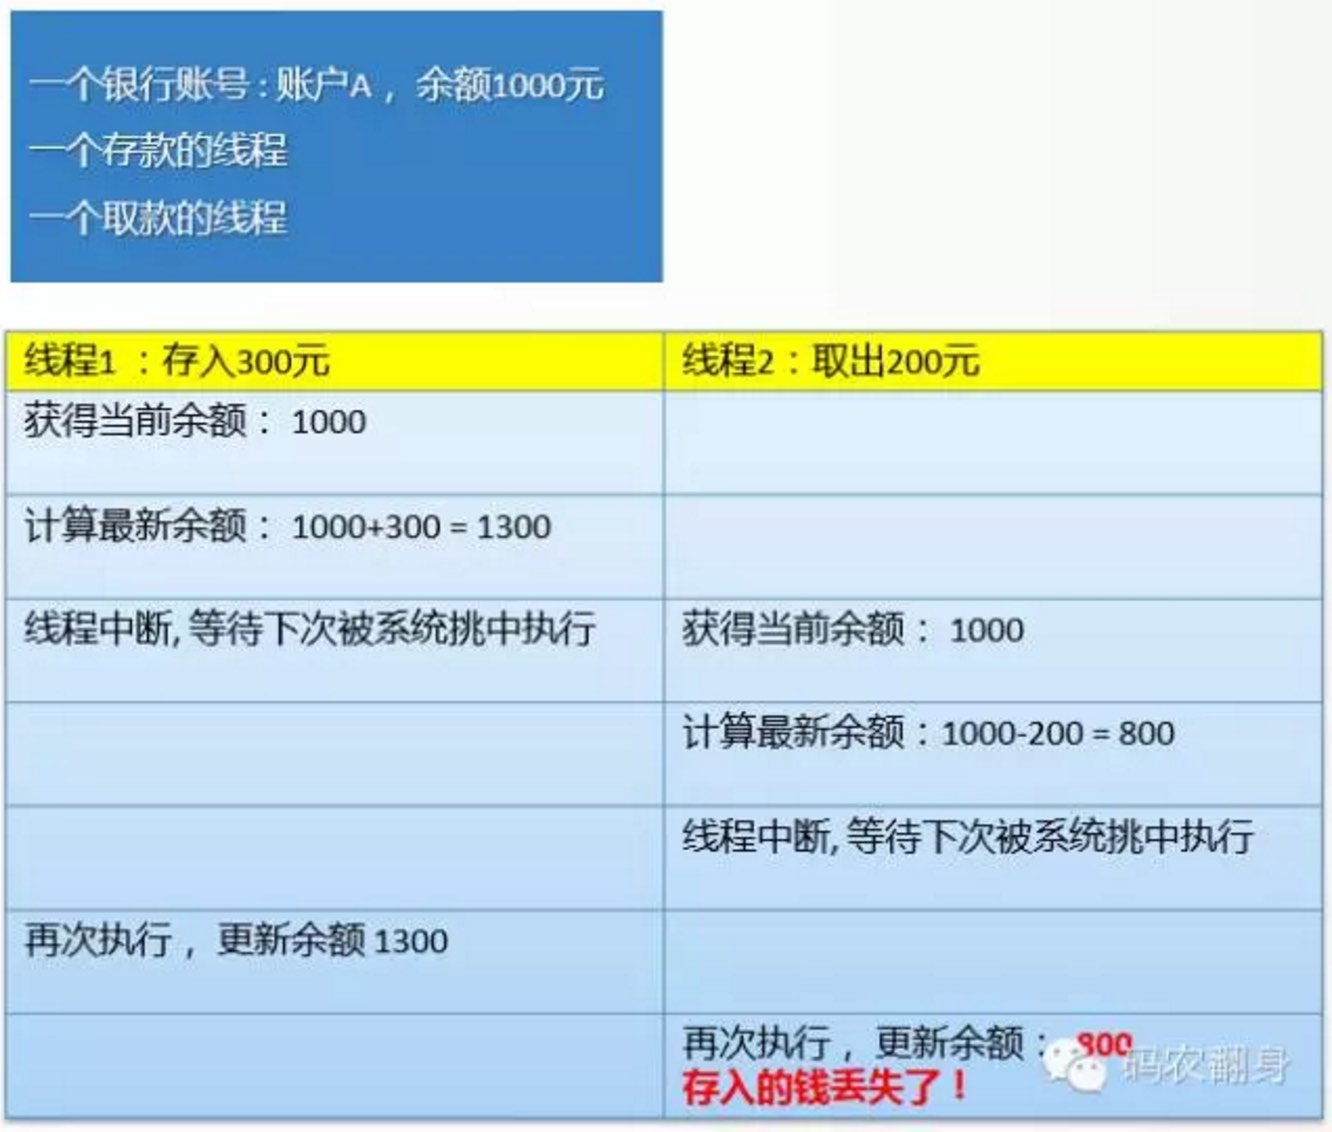 一个银行账号：账户A，余额1000元
一个存款的线程
一个取款的线程
线程1 ：存入300元
线程2：取出200元
获得当前余额： 1000
计算最新余额： 1000+300 = 1300
线程中断, 等待下次被系统挑中执行
获得当前余额： 1000
计算最新余额：1000-200 = 800
线程中断, 等待下次被系统挑中执行
再次执行， 更新余额 1300
再次执行， 更新余额： 800
存入的钱丢失了！
码农翻身